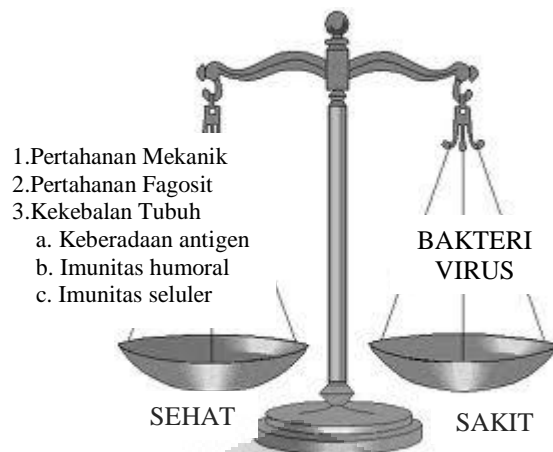 1.Pertahanan Mekanik
2.Pertahanan Fagosit
3.Kekebalan Tubuh
a. Keberadaan antigen
b. Imunitas humoral
c. Imunitas seluler
BAKTERI
VIRUS
SEHAT
SAKIT